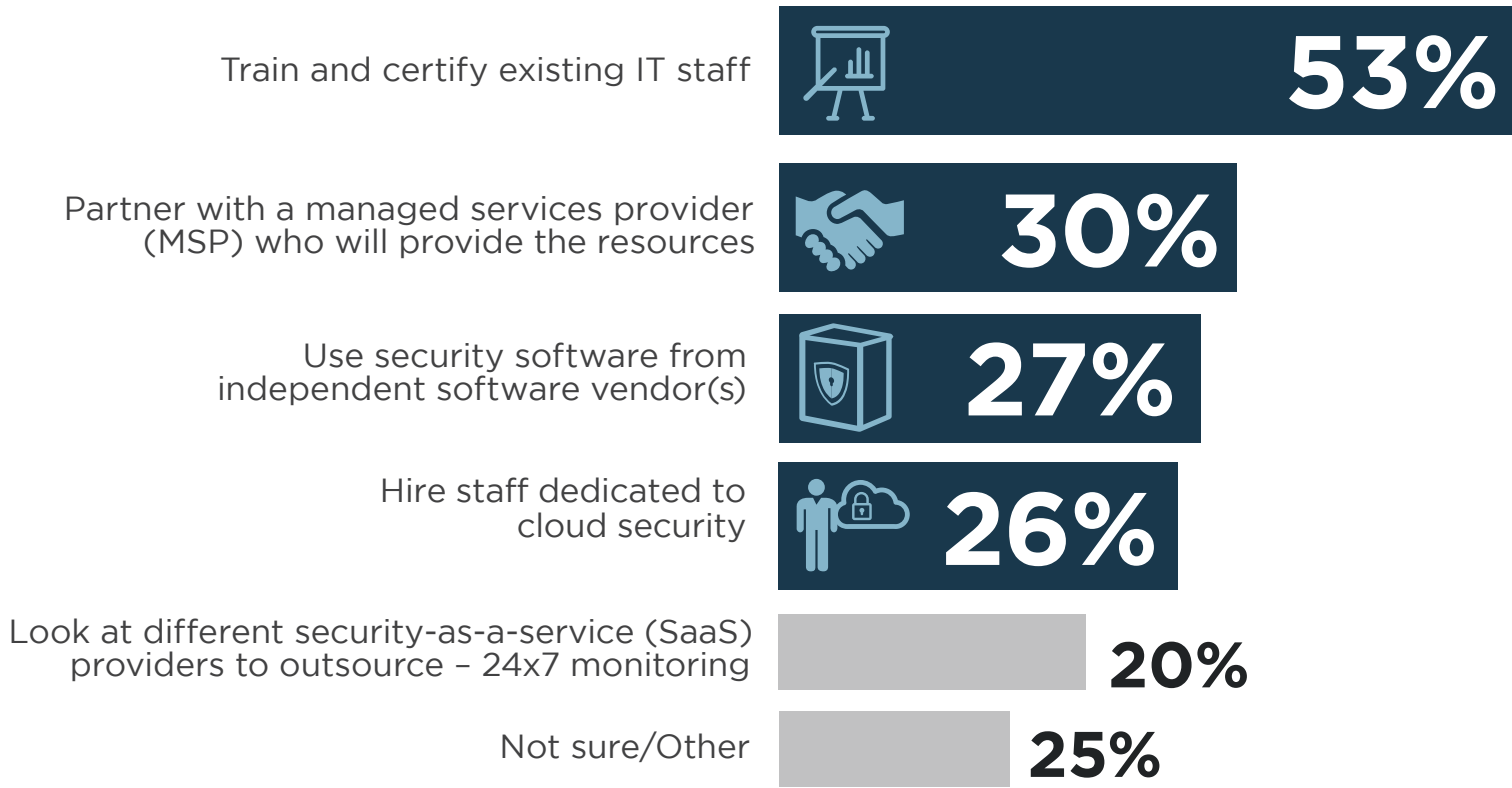 Train and certify existing IT staff
53%
Partner with a managed services provider
(MSP) who will provide the resources
30%
Use security software from
independent software vendor(s)
27%
Hire staff dedicated to
cloud security
26%
Look at different security-as-a-service (SaaS)
providers to outsource – 24x7 monitoring
20%
Not sure/Other
25%